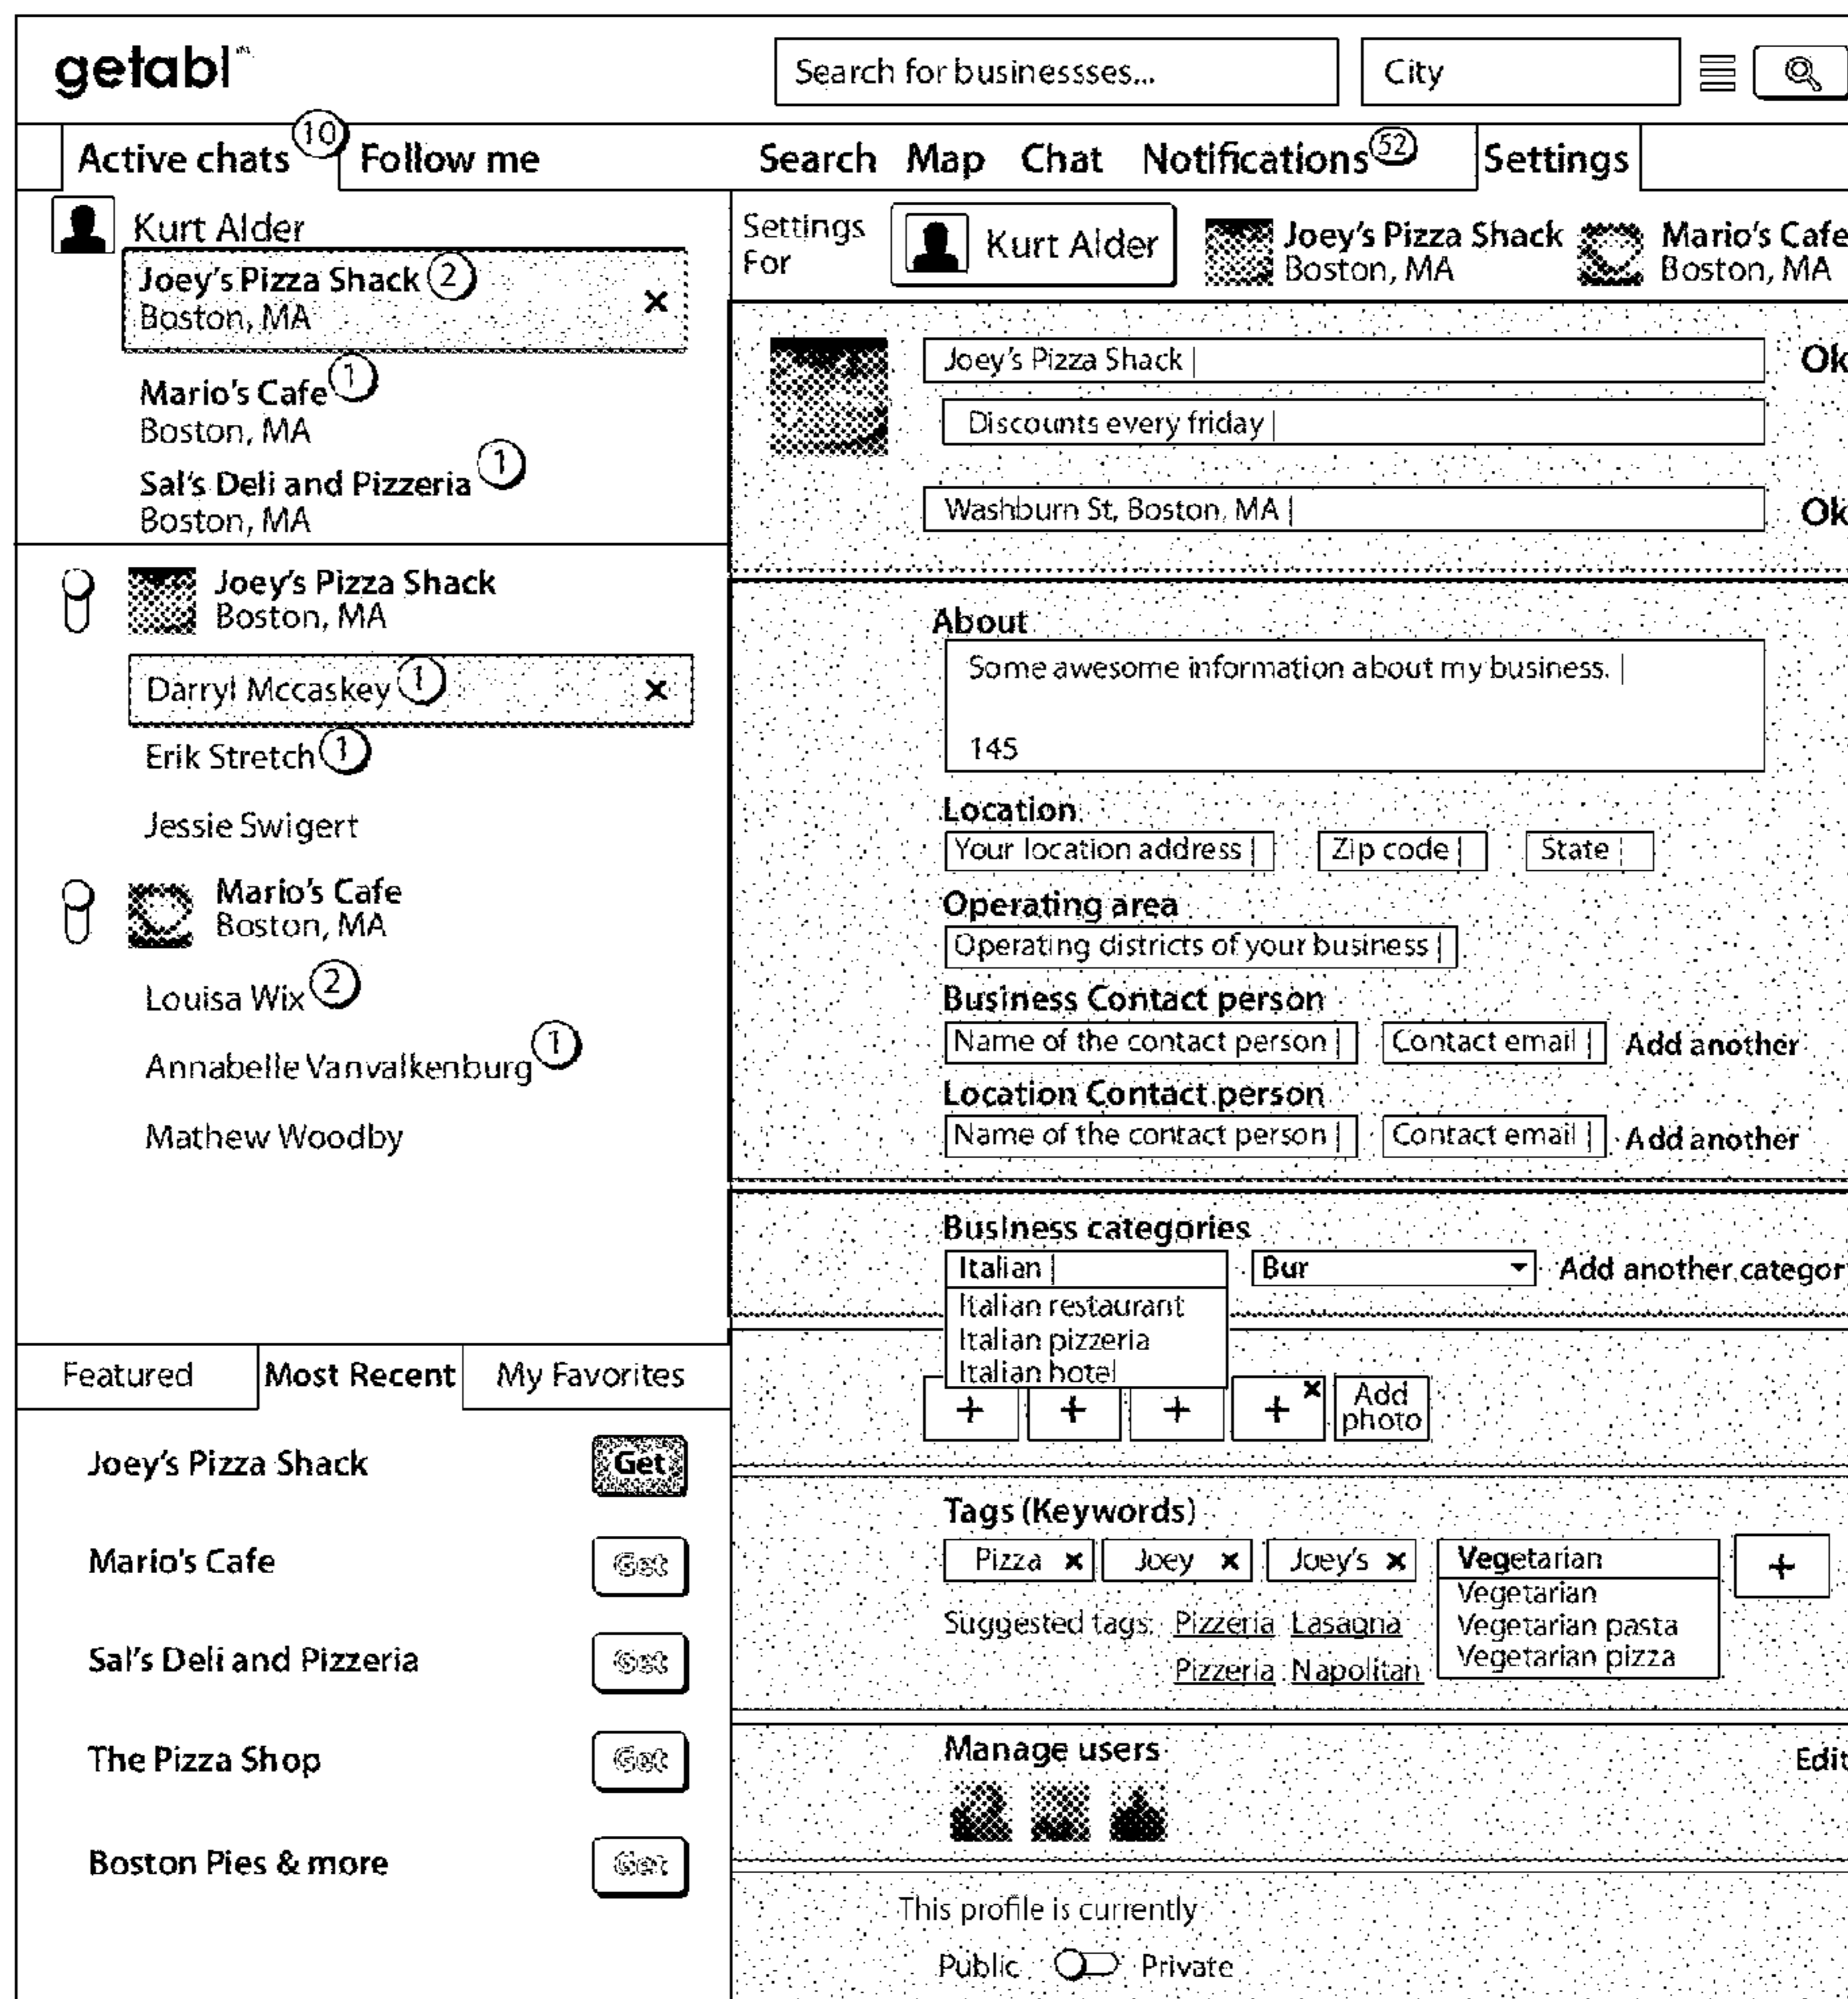 getabl™
Search for businessses...
City
Active chats 10
Follow me
Search Map Chat Notifications 52 Settings
Kurt Alder
Joey's Pizza Shack 2
Boston, MA
Mario's Cafe 1
Boston, MA
Sal's Deli and Pizzeria 1
Boston, MA
Joey's Pizza Shack
Boston, MA
Darryl Mccaskey 1
Erik Stretch 1
Jessie Swigert
Mario's Cafe
Boston, MA
Louisa Wix 2
Annabelle Vanvalkenburg 1
Mathew Woodby
Featured
Most Recent
My Favorites
Joey's Pizza Shack Get
Mario's Cafe Get
Sal's Deli and Pizzeria Get
The Pizza Shop Get
Boston Pies & more Get
Settings
For
Kurt Alder
Joey's Pizza Shack
Boston, MA
Mario's Cafe
Boston, MA
Joey's Pizza Shack Ok
Discounts every friday
Washburn St, Boston, MA Ok
About
Some awesome information about my business.
145
Location
Your location address Zip code State
Operating area
Operating districts of your business
Business Contact person
Name of the contact person Contact email Add another
Location Contact person
Name of the contact person Contact email Add another
Business categories
Italian Bur Add another categor
Italian restaurant
Italian pizzeria
Italian hotel
+ + + + Add
photo
Tags (Keywords)
Pizza x Joey x Joey's x Vegetarian +
Vegetarian
Vegetarian pasta
Vegetarian pizza
Suggested tags: Pizzeria Lasagna
Pizzeria Napolitan
Manage users Edit
This profile is currently
Public Private